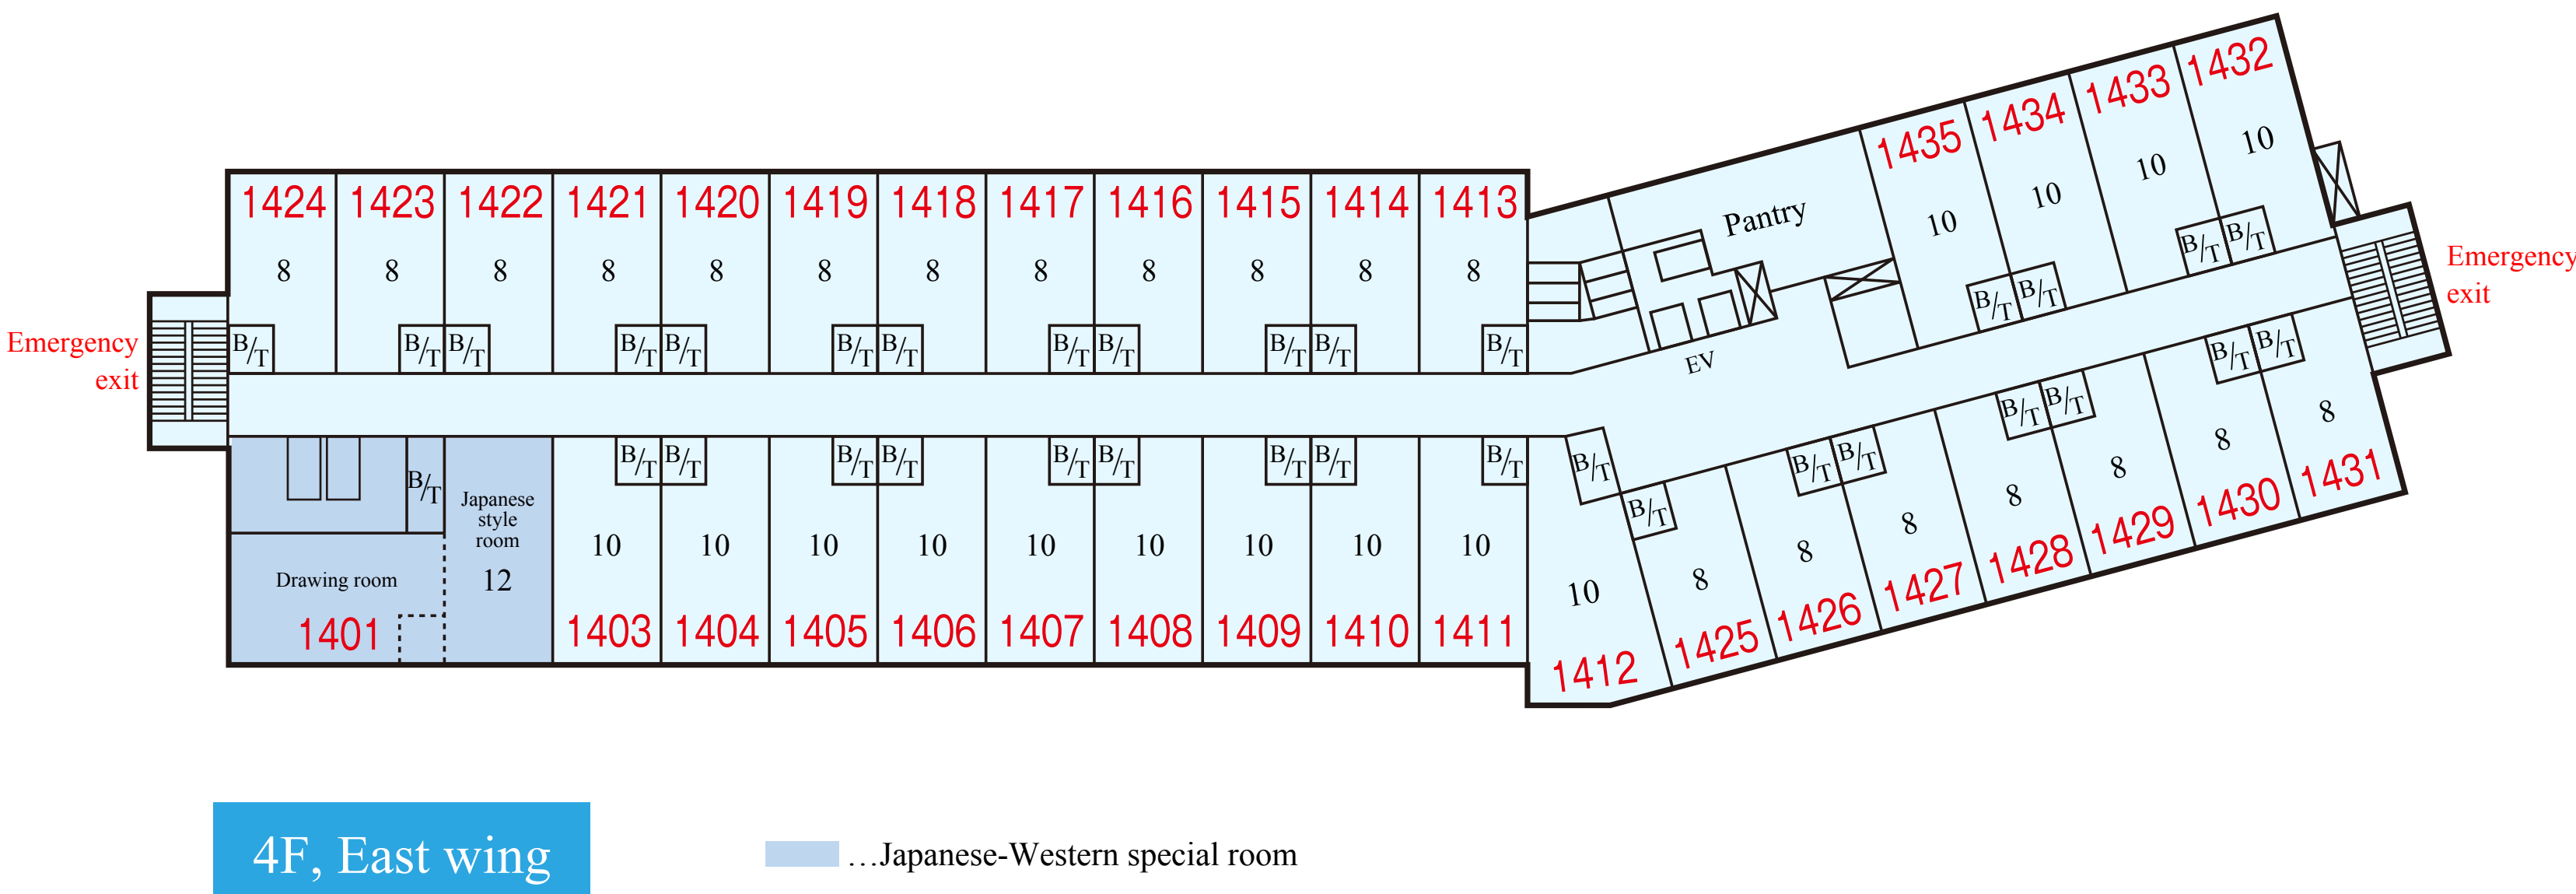 1432
1433
1434
1435
10
10
10
10
Pantry
B/T
B/T
B/T
B/T
EV
Emergency
exit
1424
1423
1422
1421
1420
1419
1418
1417
1416
1415
1414
1413
8
8
8
8
8
8
8
8
8
8
8
8
Emergency
exit
B/T
B/T
B/T
B/T
B/T
B/T
B/T
B/T
B/T
B/T
B/T
B/T
B/T
Japanese
style
room
12
Drawing room
1401
B/T
B/T
B/T
B/T
B/T
B/T
B/T
B/T
B/T
10
10
10
10
10
10
10
10
10
1403
1404
1405
1406
1407
1408
1409
1410
1411
B/T
B/T
B/T
B/T
B/T
B/T
B/T
B/T
10
8
8
8
8
8
8
8
1412
1425
1426
1427
1428
1429
1430
1431
4F, East wing
…Japanese-Western special room